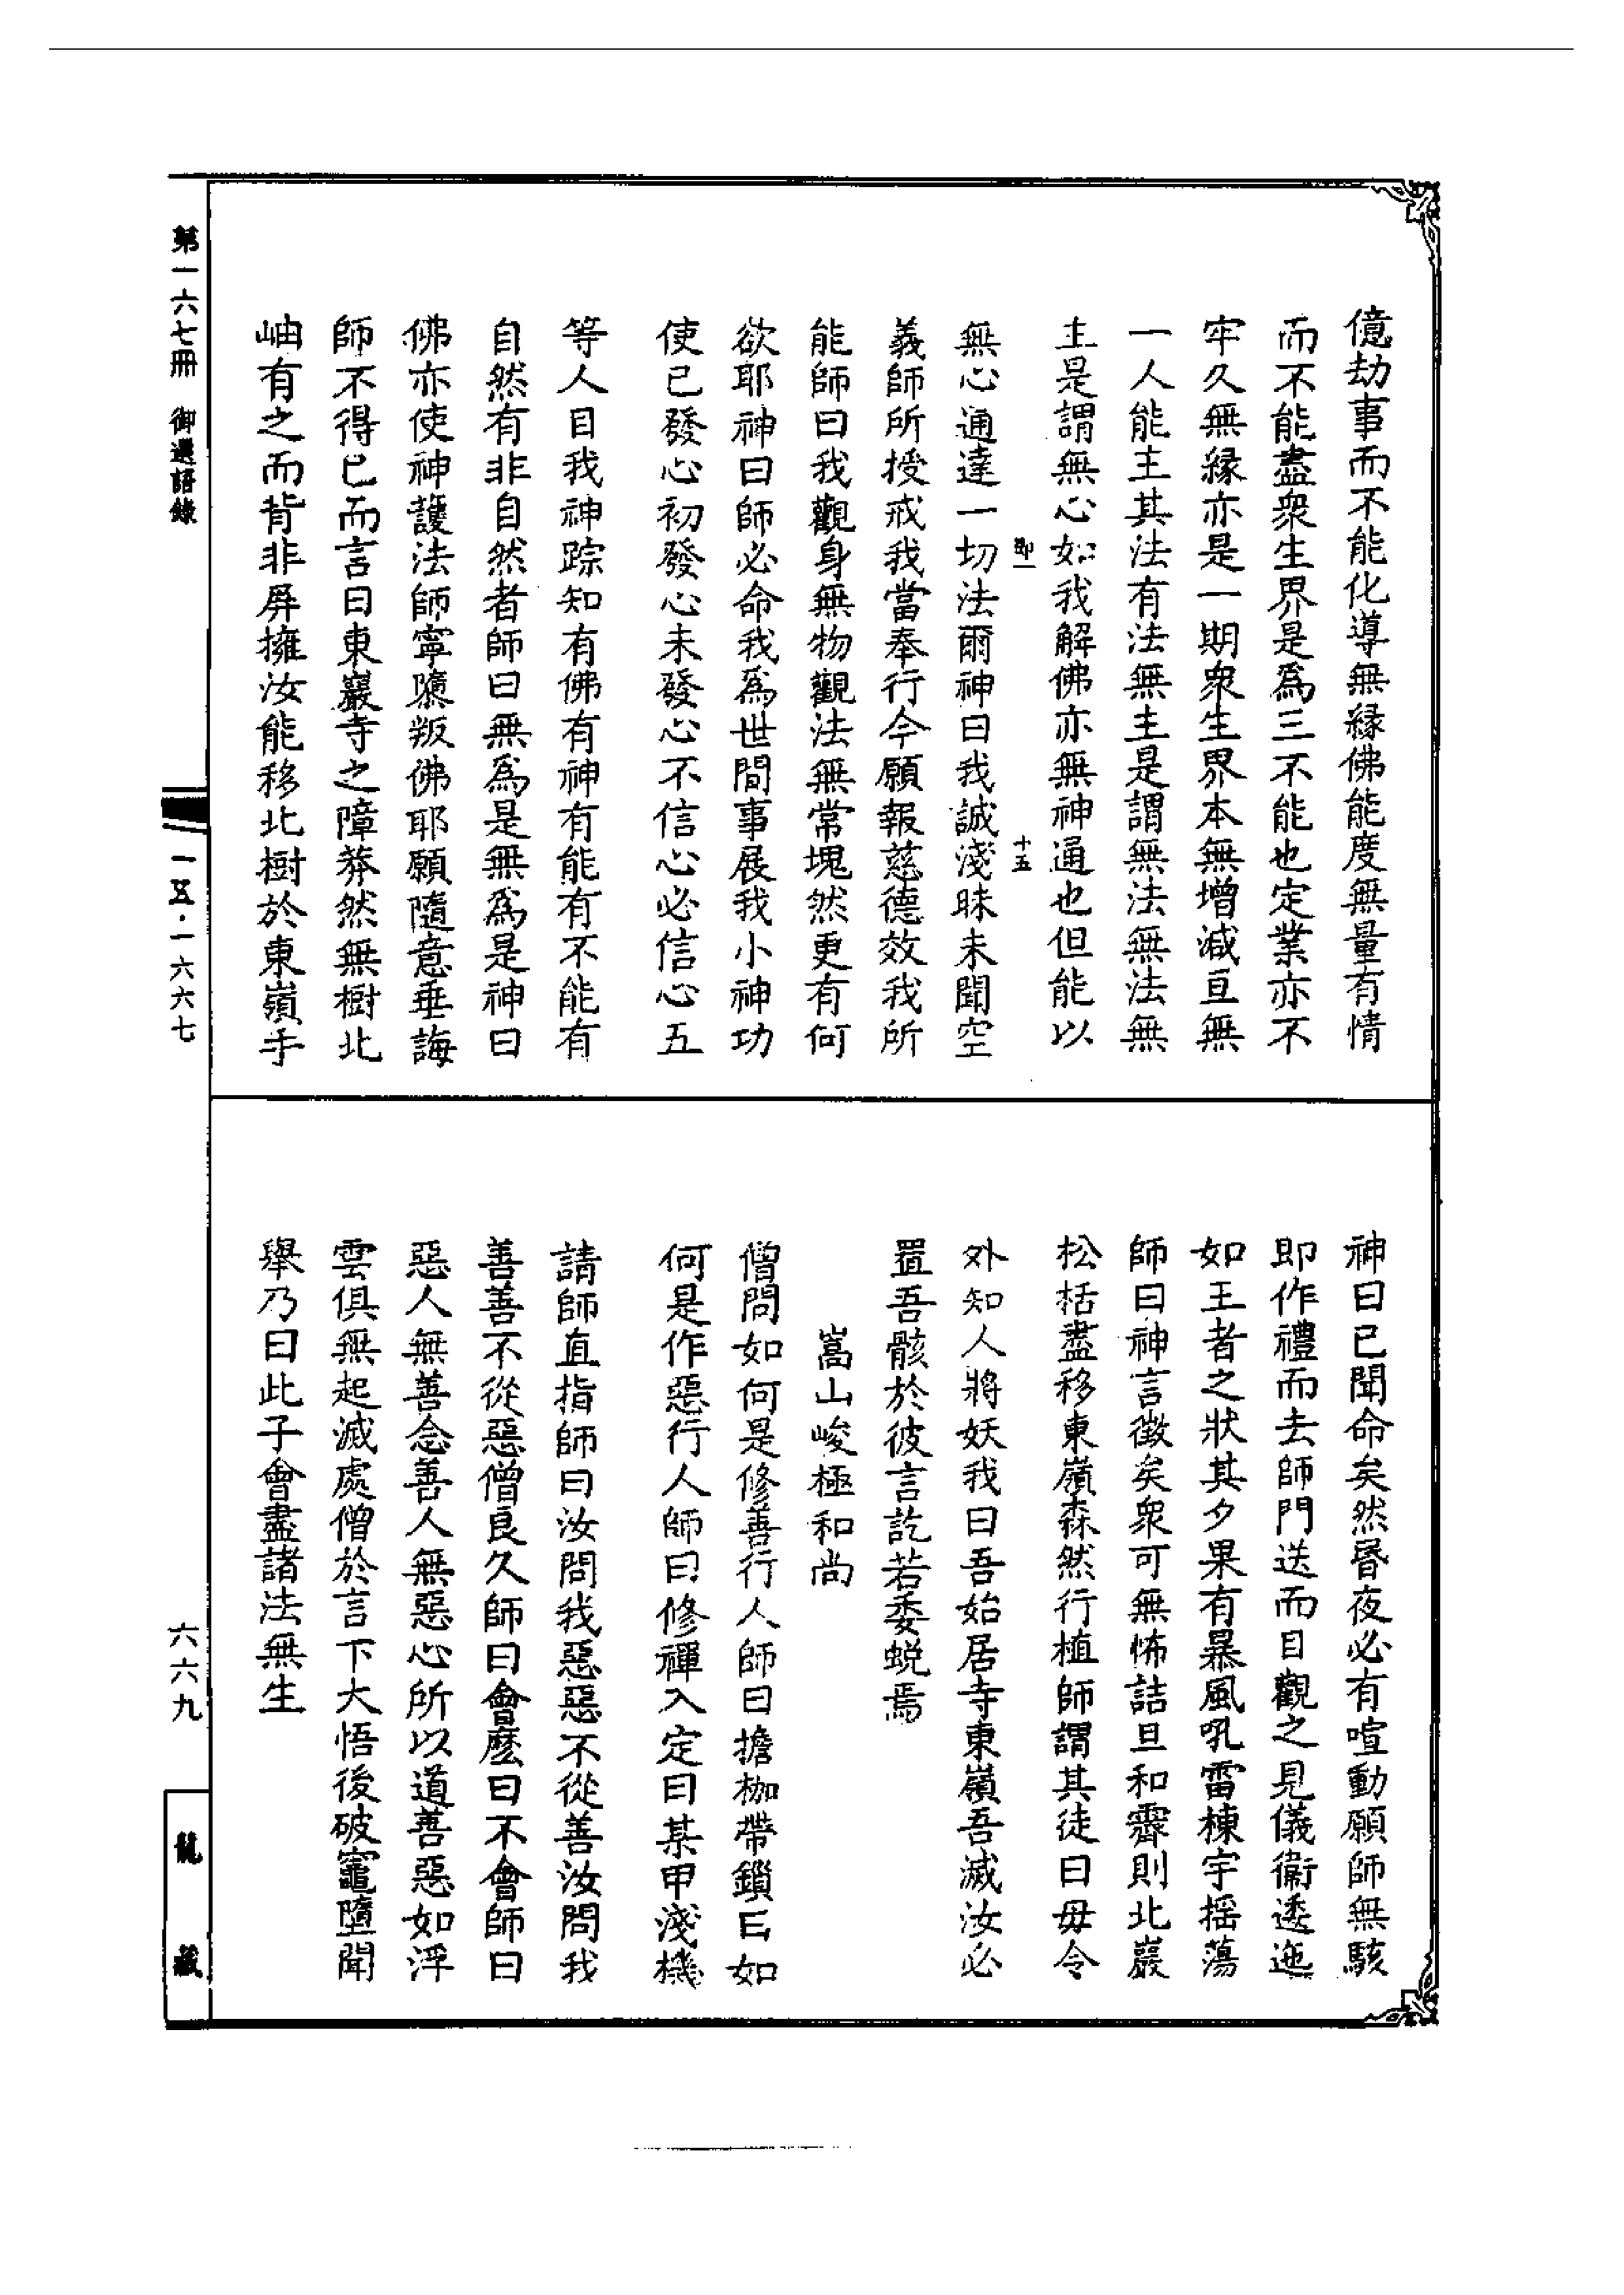 億劫事而不能化導無緣佛能度無量有情
而不能盡衆生界是爲三不能也定業亦不
牢久無緣亦是一期衆生界本無增減亘無
一人能主其法有法無主是謂無法無法無
主是謂無心如我解佛亦無神通也但能以
無心通達一切法爾神曰我誠淺昧未聞空
義師所授戒我當奉行今願報慈德效我所
能師曰我觀身無物觀法無常塊然更有何
欲耶神曰師必命我爲世間事展我小神功
使已發心初發心未發心不信心必信心五
等人目我神踪知有佛有神有能有不能有
自然有非自然者師曰無爲是無爲是神曰
佛亦使神護法師寧隳叛佛耶願隨意垂誨
師不得已而言曰東巖寺之障莽然無樹北
岫有之而背非屏擁汝能移北樹於東嶺乎
神曰已聞命矣然昏夜必有喧動願師無駭
即作禮而去師門送而目觀之見儀衞逶迤
如王者之狀其夕果有暴風吼雷棟宇搖蕩
師曰神言徵矣衆可無怖詰旦和霽則北巖
松栝盡移東嶺森然行植師謂其徒曰毋令
外知人將妖我曰吾始居寺東嶺吾滅汝必
置吾骸於彼言訖若委蛻焉
嵩山峻極和尚
僧問如何是修善行人師曰擔枷帶鎖曰如
何是作惡行人師曰修禪入定曰某甲淺機
請師直指師曰汝問我惡惡不從善汝問我
善善不從惡僧良久師曰會麽曰不會師曰
惡人無善念善人無惡心所以道善惡如浮
雲俱無起滅處僧於言下大悟後破竈墮聞
舉乃曰此子會盡諸法無生
十五
第一六七冊 御選語錄
一五·一六六七
六六九
龍藏